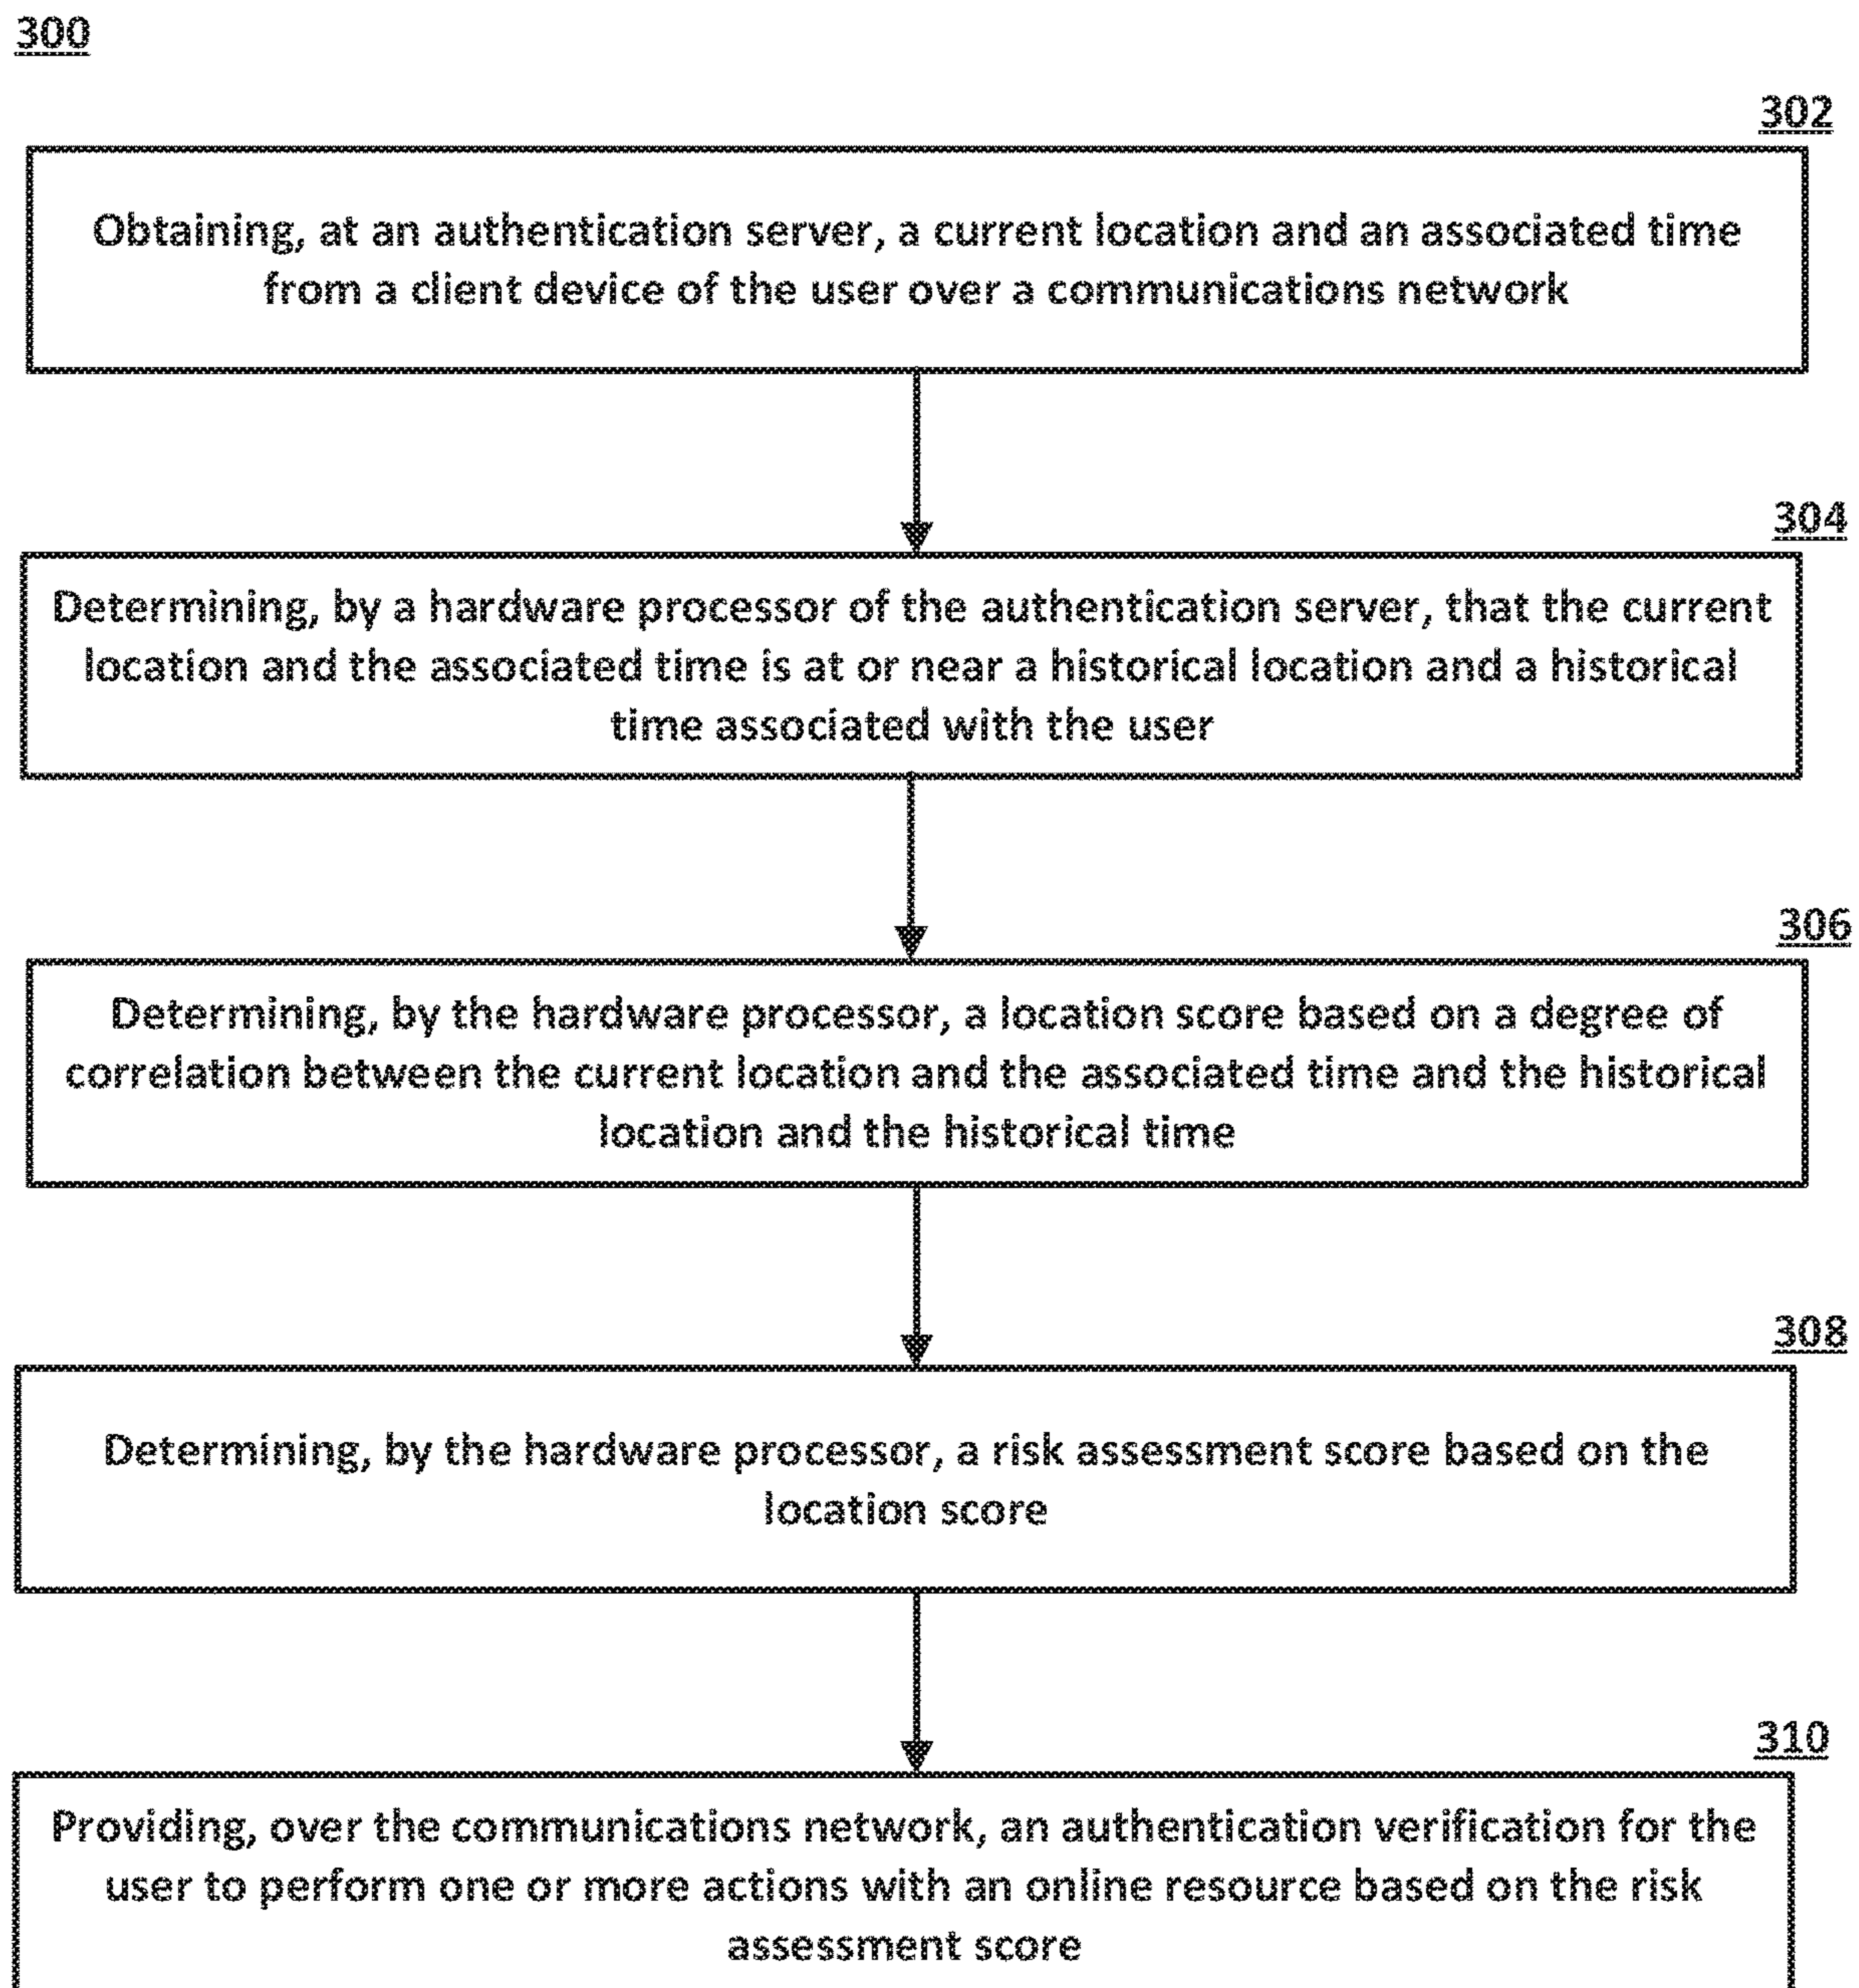 300
302
Obtaining, at an authentication server, a current location and an associated time
from a client device of the user over a communications network
304
Determining, by a hardware processor of the authentication server, that the current
location and the associated time is at or near a historical location and a historical
time associated with the user
306
Determining, by the hardware processor, a location score based on a degree of
correlation between the current location and the associated time and the historical
location and the historical time
308
Determining, by the hardware processor, a risk assessment score based on the
location score
310
Providing, over the communications network, an authentication verification for the
user to perform one or more actions with an online resource based on the risk
assessment score